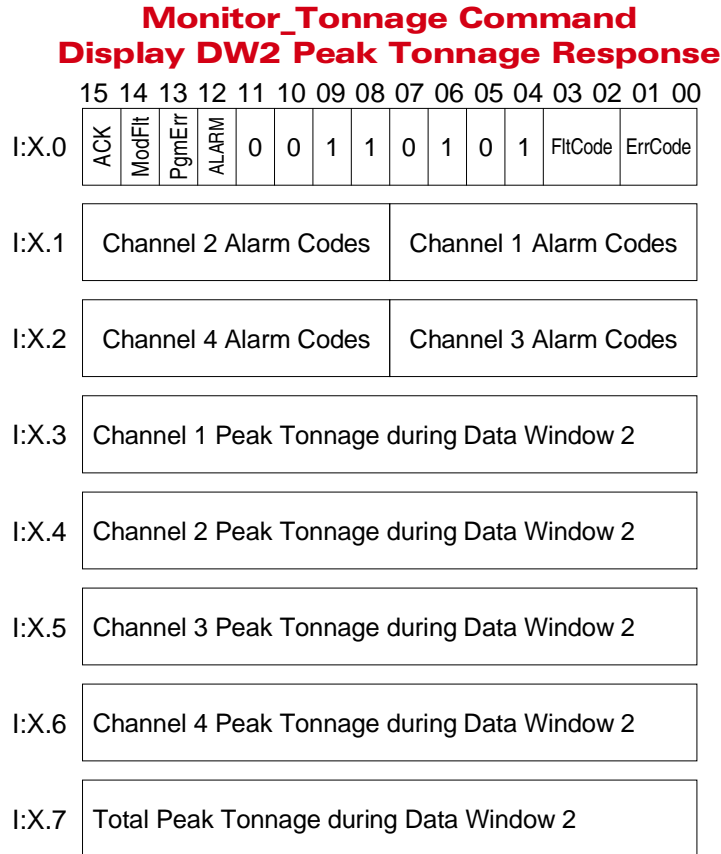 Monitor_Tonnage Command
Display DW2 Peak Tonnage Response
15 14 13 12 11 10 09 08 07 06 05 04 03 02 01 00
I:X.0 ACK ModFlt PgmErr ALARM 0 0 1 1 0 1 0 1 FltCode ErrCode
I:X.1 Channel 2 Alarm Codes Channel 1 Alarm Codes
I:X.2 Channel 4 Alarm Codes Channel 3 Alarm Codes
I:X.3 Channel 1 Peak Tonnage during Data Window 2
I:X.4 Channel 2 Peak Tonnage during Data Window 2
I:X.5 Channel 3 Peak Tonnage during Data Window 2
I:X.6 Channel 4 Peak Tonnage during Data Window 2
I:X.7 Total Peak Tonnage during Data Window 2